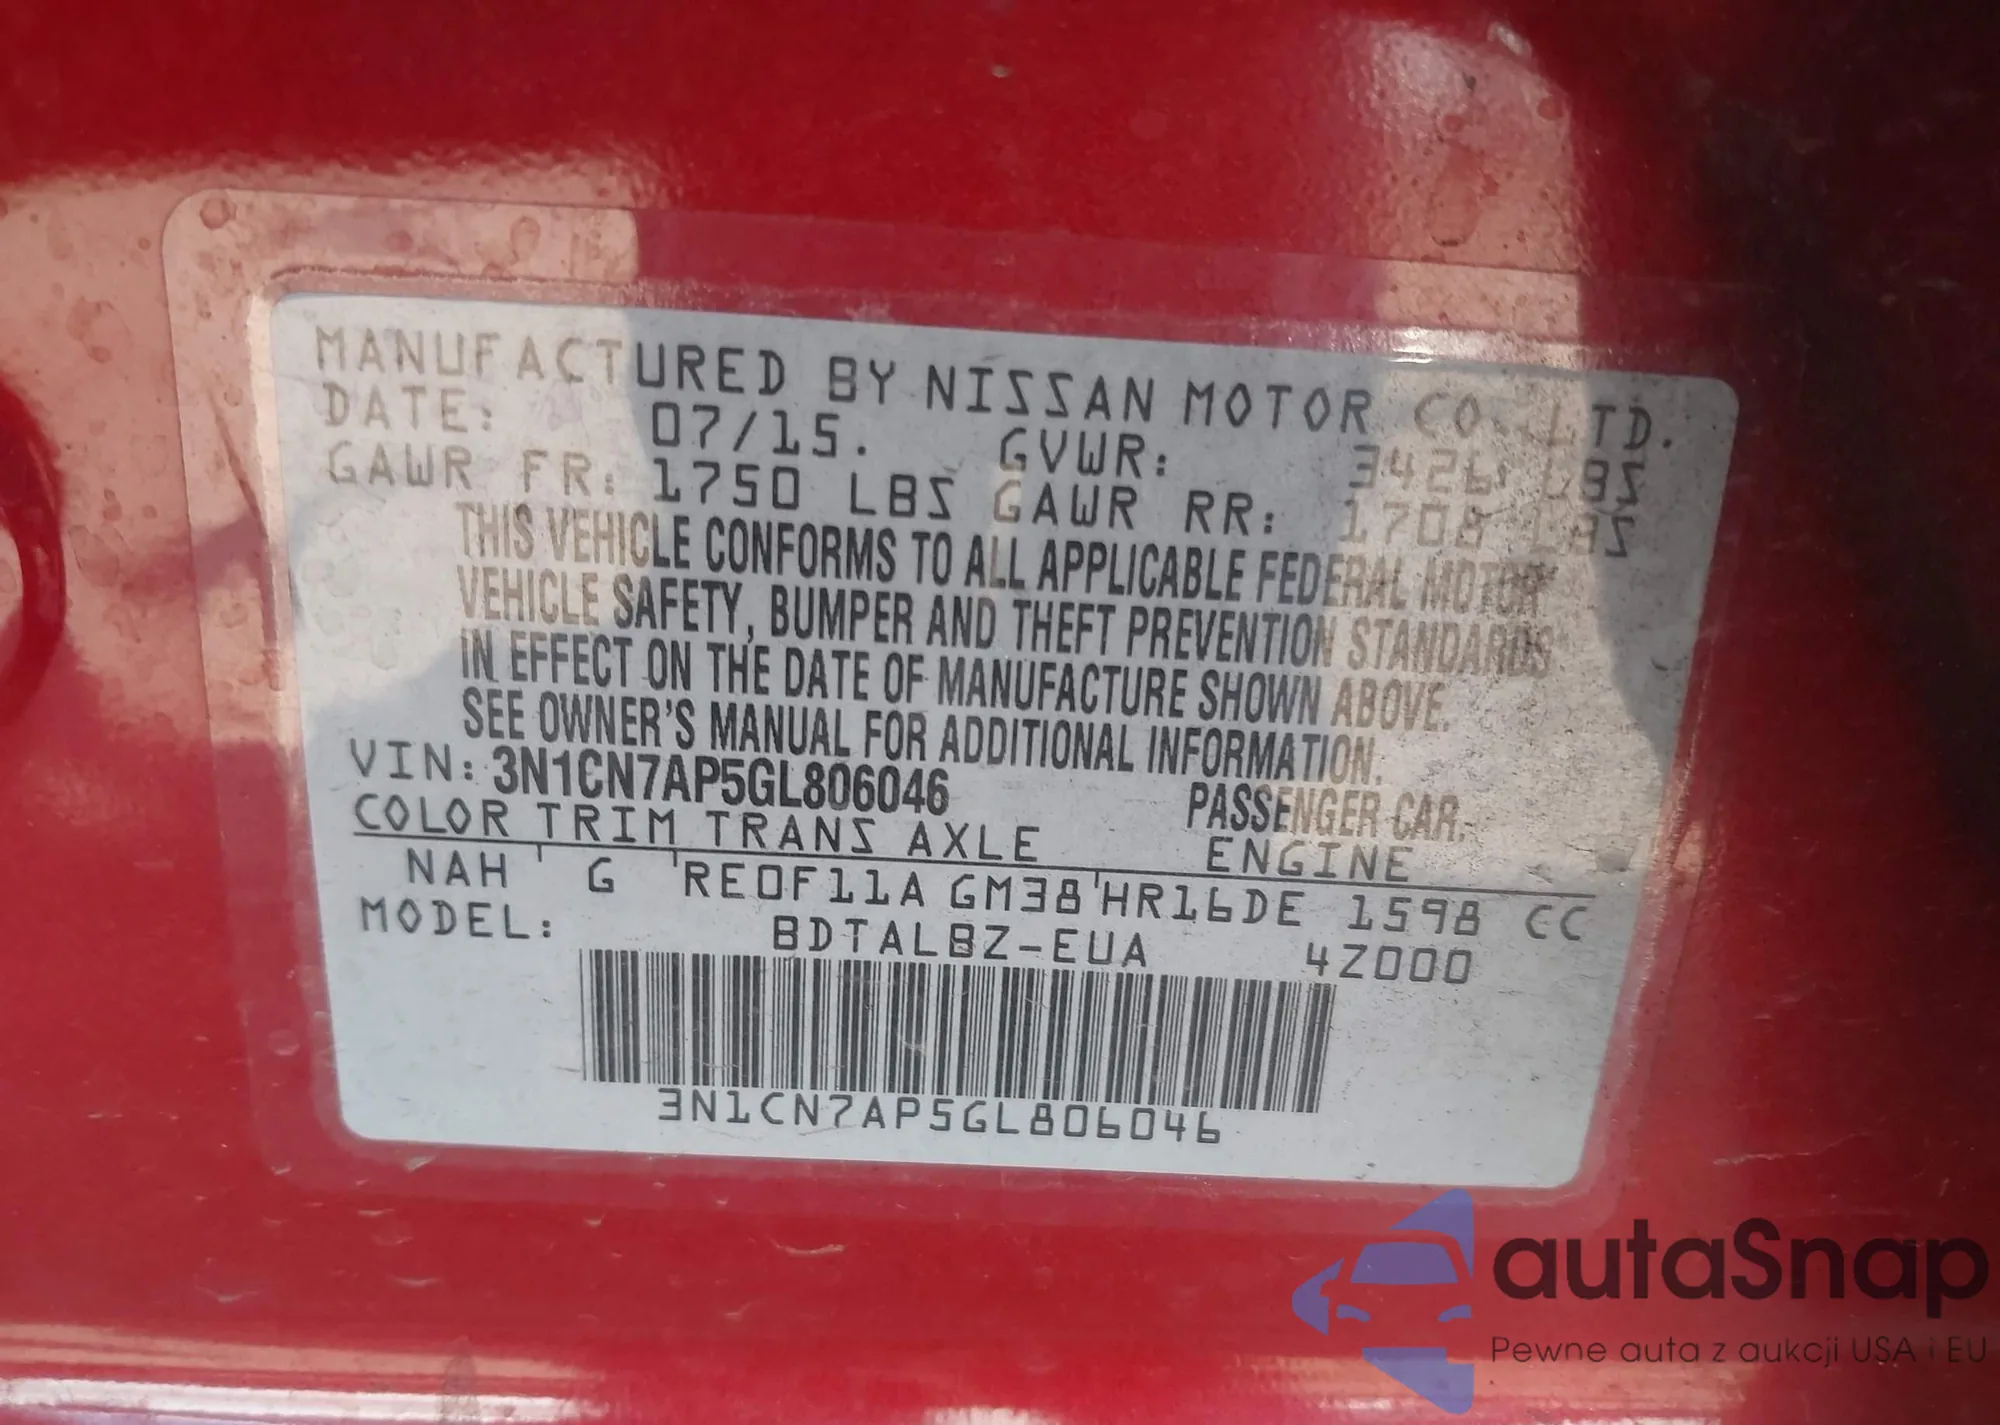 MANUFACTURED BY NISSAN MOTOR CO.,LTD.
DATE: 07/15. GVWR: 3426 LBS
GAWR FR: 1750 LBS GAWR RR: 1708 LBS
THIS VEHICLE CONFORMS TO ALL APPLICABLE FEDERAL MOTOR
VEHICLE SAFETY, BUMPER AND THEFT PREVENTION STANDARDS
IN EFFECT ON THE DATE OF MANUFACTURE SHOWN ABOVE.
SEE OWNER'S MANUAL FOR ADDITIONAL INFORMATION.
VIN: 3N1CN7AP5GL806046 PASSENGER CAR.
COLOR TRIM TRANS AXLE ENGINE
NAH G RE0F11A GM38 HR16DE 1598 CC
MODEL: BDTALBZ-EUA 4Z000
3N1CN7AP5GL806046
autaSnap
Pewne auta z aukcji USA i EU